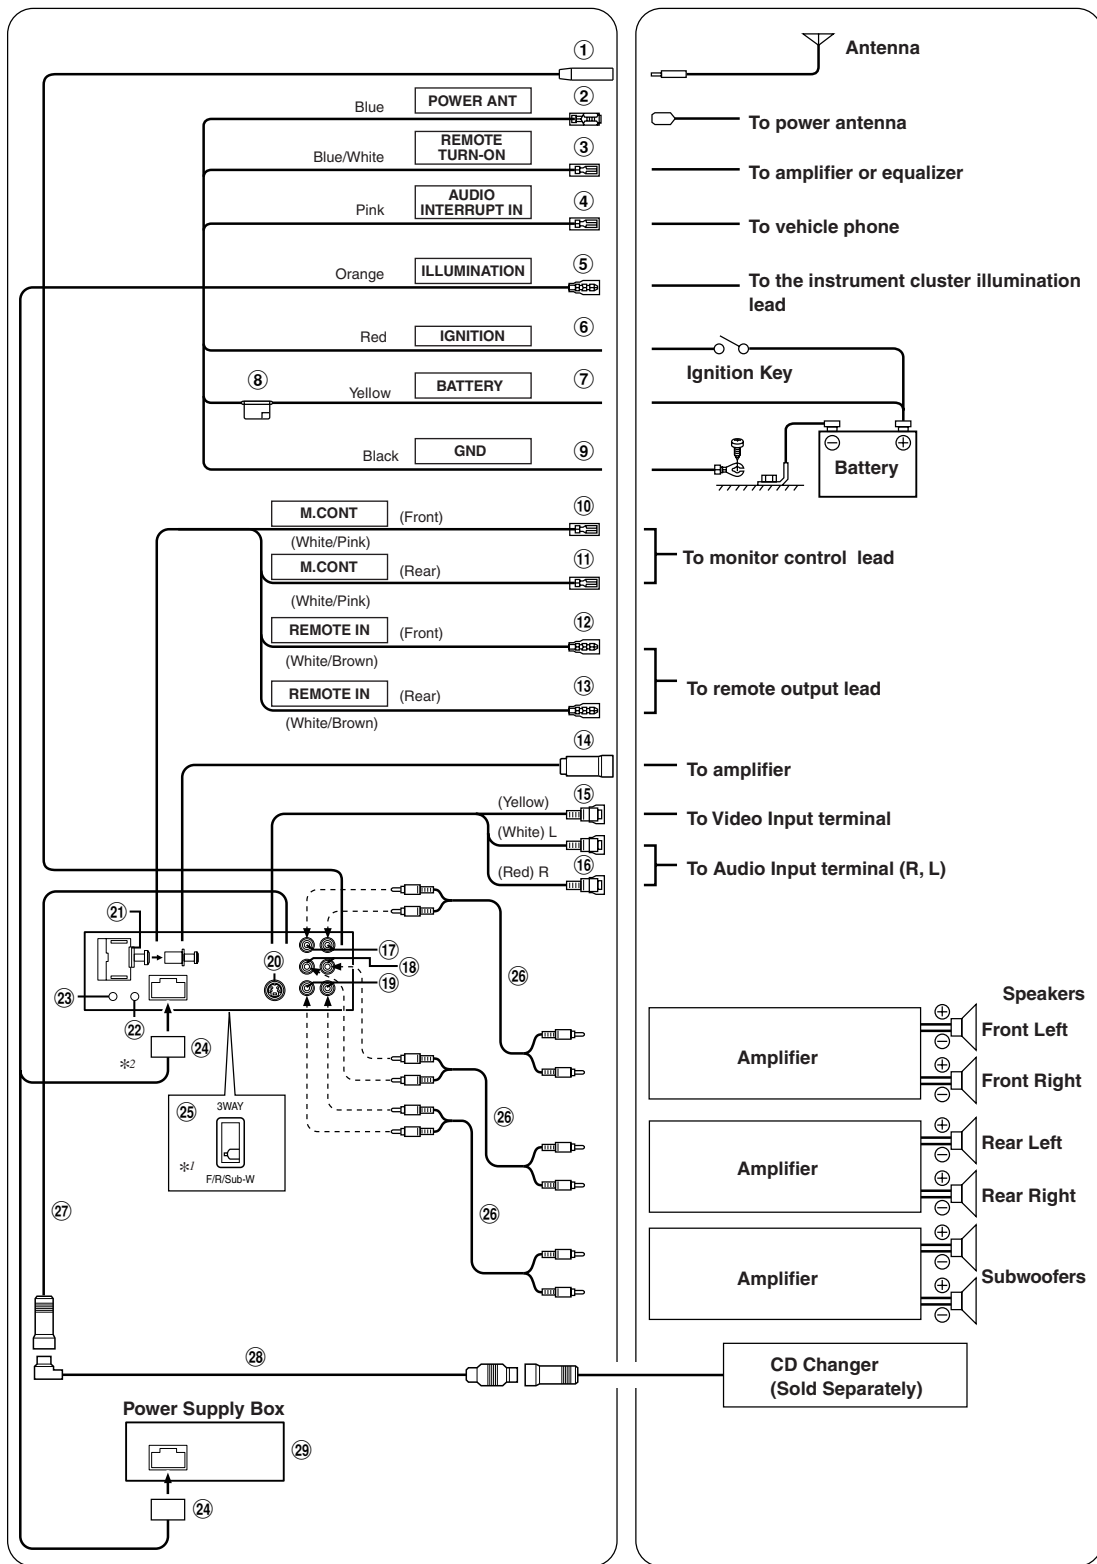 ① Antenna
Blue POWER ANT ② To power antenna
Blue/White REMOTE TURN-ON ③ To amplifier or equalizer
Pink AUDIO INTERRUPT IN ④ To vehicle phone
Orange ILLUMINATION ⑤ To the instrument cluster illumination
lead
Red IGNITION ⑥
Ignition Key
⑧ Yellow BATTERY ⑦
⊖ ⊕
Battery
Black GND ⑨
M.CONT (Front) ⑩
(White/Pink)
To monitor control lead
M.CONT (Rear) ⑪
(White/Pink)
REMOTE IN (Front) ⑫
(White/Brown)
To remote output lead
REMOTE IN (Rear) ⑬
(White/Brown)
⑭ To amplifier
(Yellow) ⑮ To Video Input terminal
(White) L
(Red) R ⑯ To Audio Input terminal (R, L)
㉑
⑰
⑳ ⑱
⑲
㉓
㉒
㉔
*2
㉕ 3WAY
*1
F/R/Sub-W
㉖
㉖
㉖
Speakers
Amplifier ⊕ ⊖ Front Left
⊕ ⊖ Front Right
Amplifier ⊕ ⊖ Rear Left
⊕ ⊖ Rear Right
Amplifier ⊕ ⊖ Subwoofers
⊕ ⊖
㉗
㉘
CD Changer
(Sold Separately)
Power Supply Box
㉙
㉔